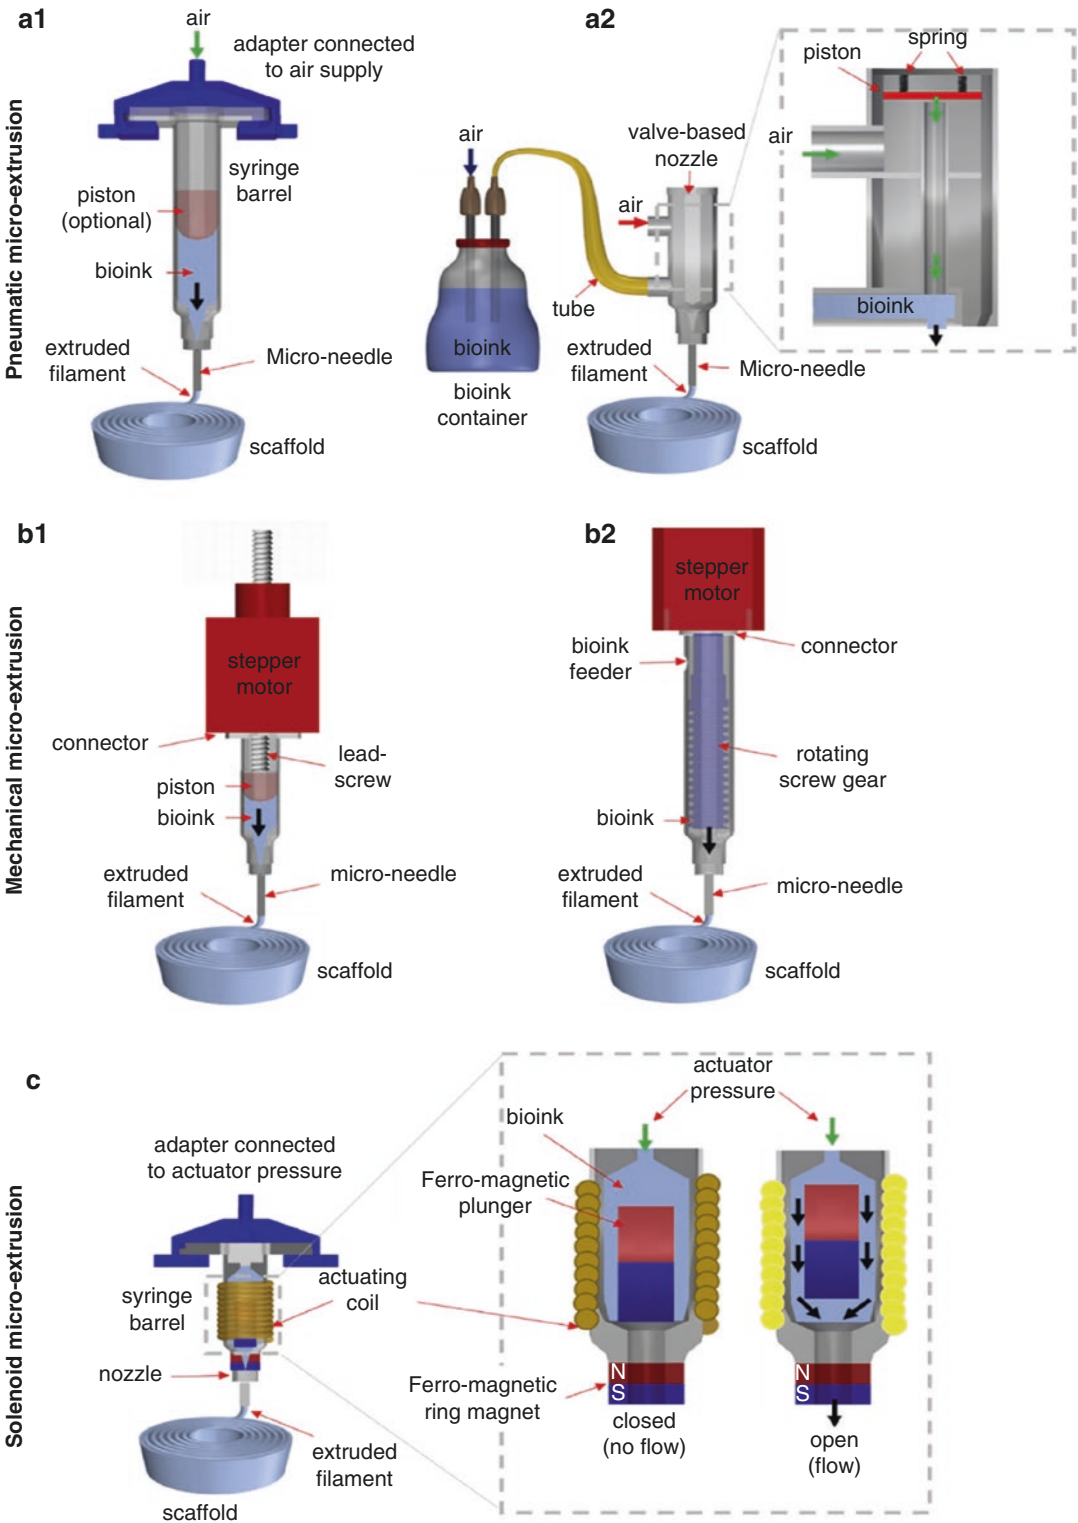 a1
air
adapter connected
to air supply
syringe
barrel
piston
(optional)
bioink
extruded
filament
Micro-needle
scaffold
Pneumatic micro-extrusion
a2
air
bioink
bioink
container
tube
air
valve-based
nozzle
extruded
filament
Micro-needle
scaffold
piston
spring
air
bioink
b1
stepper
motor
connector
lead-
screw
piston
bioink
extruded
filament
micro-needle
scaffold
Mechanical micro-extrusion
b2
stepper
motor
bioink
feeder
connector
rotating
screw gear
bioink
extruded
filament
micro-needle
scaffold
c
adapter connected
to actuator pressure
syringe
barrel
actuating
coil
nozzle
extruded
filament
scaffold
Solenoid micro-extrusion
actuator
pressure
bioink
Ferro-magnetic
plunger
Ferro-magnetic
ring magnet
N
S
closed
(no flow)
N
S
open
(flow)